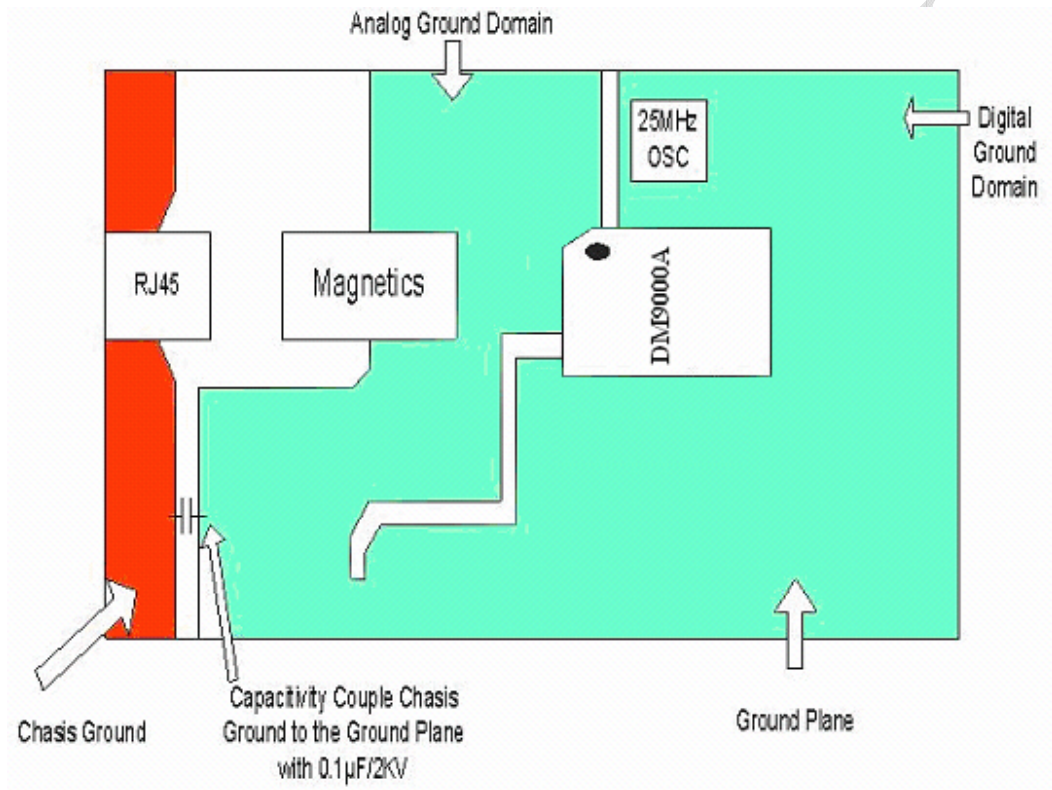 Analog Ground Domain
25MHz
OSC
Digital
Ground
Domain
RJ45
Magnetics
DM9000A
Chasis Ground
Capacitivity Couple Chasis
Ground to the Ground Plane
with 0.1µF/2KV
Ground Plane